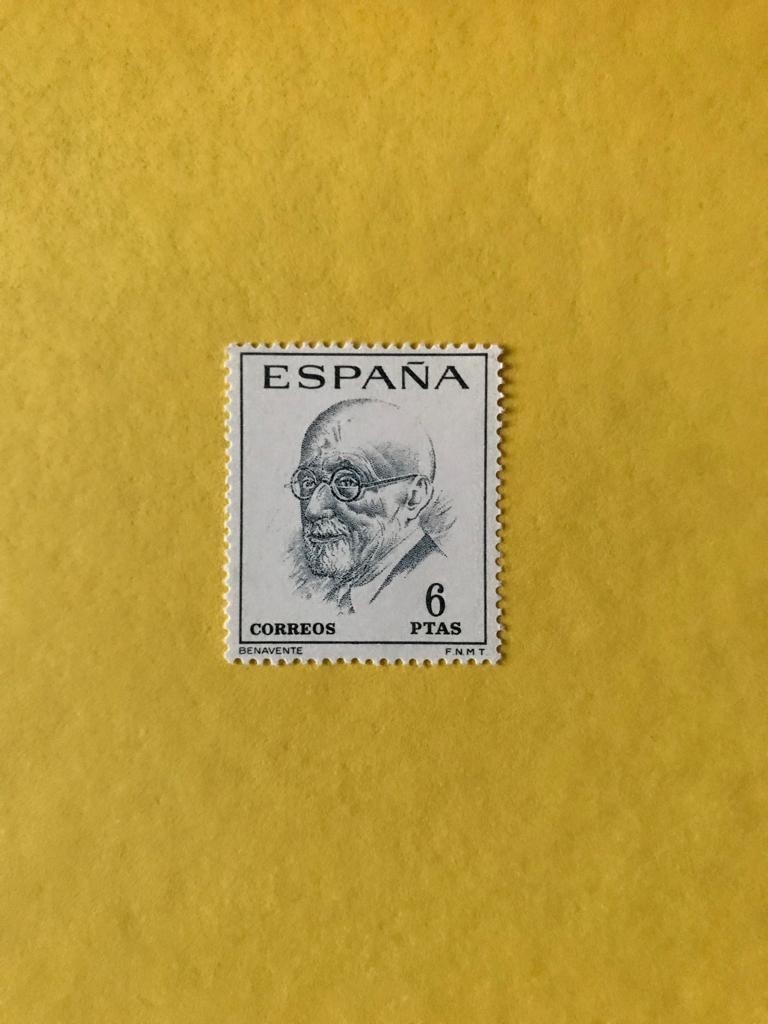 ESPAÑA
6
CORREOS PTAS
BENAVENTE F.N.M.T.